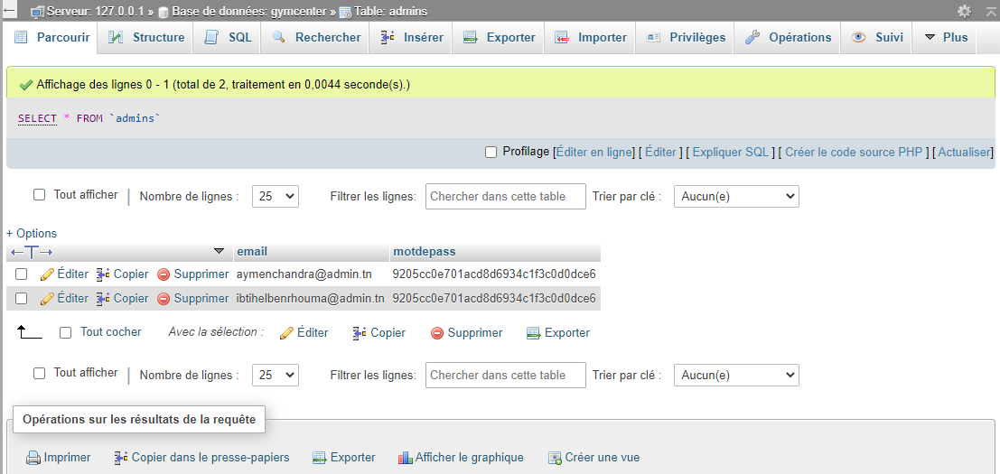 Serveur: 127.0.0.1 » Base de données: gymcenter » Table: admins
Parcourir Structure SQL Rechercher Insérer Exporter Importer Privilèges Opérations Suivi Plus
Affichage des lignes 0 - 1 (total de 2, traitement en 0,0044 seconde(s).)
SELECT * FROM `admins`
Profilage [Éditer en ligne] [ Éditer ] [ Expliquer SQL ] [ Créer le code source PHP ] [ Actualiser]
Tout afficher | Nombre de lignes : 25 Filtrer les lignes: Chercher dans cette table Trier par clé : Aucun(e)
+ Options
←T→ email motdepass
Éditer Copier Supprimer aymenchandra@admin.tn 9205cc0e701acd8d6934c1f3c0d0dce6
Éditer Copier Supprimer ibtihelbenrhouma@admin.tn 9205cc0e701acd8d6934c1f3c0d0dce6
Tout cocher Avec la sélection : Éditer Copier Supprimer Exporter
Tout afficher | Nombre de lignes : 25 Filtrer les lignes: Chercher dans cette table Trier par clé : Aucun(e)
Opérations sur les résultats de la requête
Imprimer Copier dans le presse-papiers Exporter Afficher le graphique Créer une vue